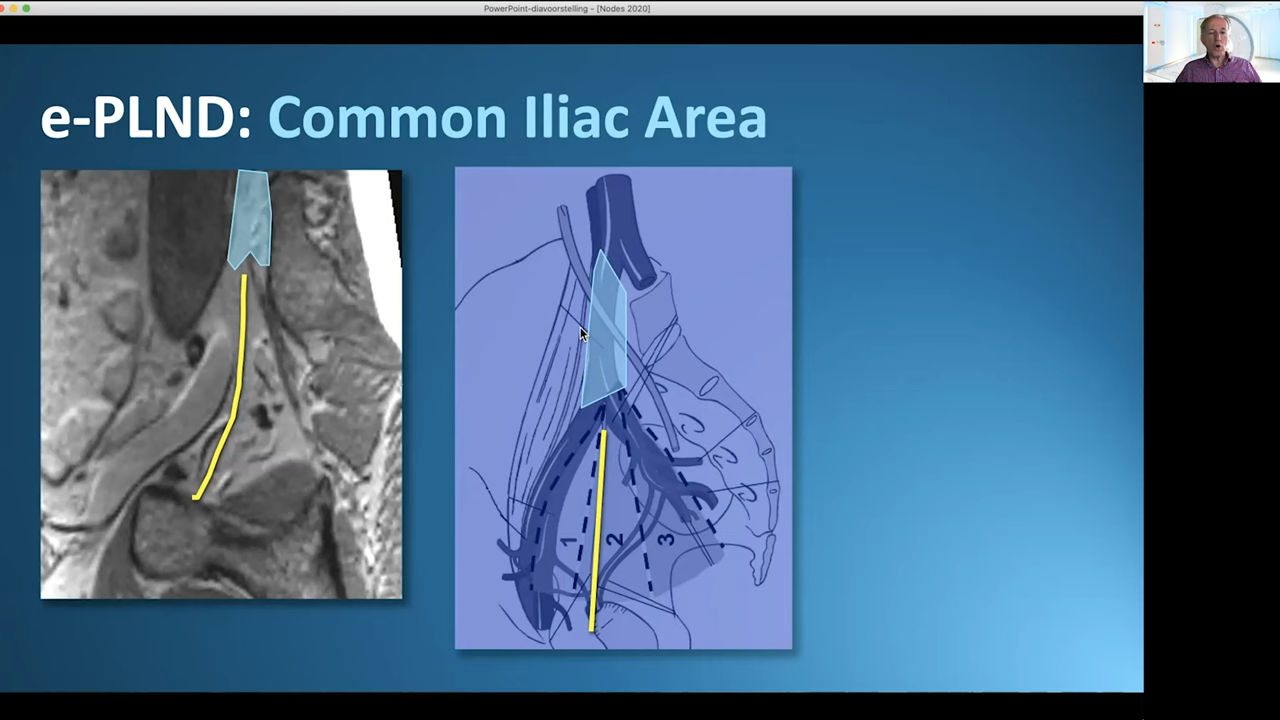 PowerPoint-diavoorstelling - [Nodes 2020]
e-PLND: Common Iliac Area
1
2
3